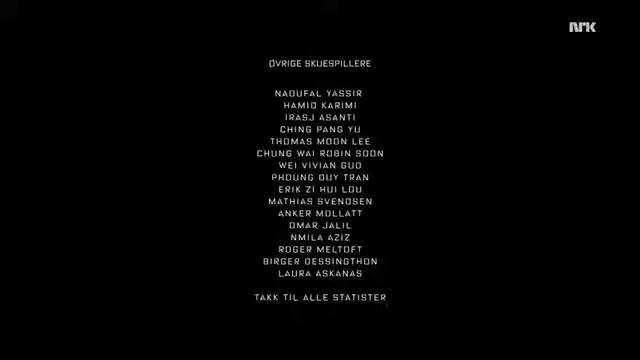 NRK
ØVRIGE SKUESPILLERE
NAOUFAL YASSIR
HAMID KARIMI
IRASJ ASANTI
CHING PANG YU
THOMAS MOON LEE
CHUNG WAI ROBIN SOON
WEI VIVIAN GUO
PHOUNG DUY TRAN
ERIK ZI HUI LOU
MATHIAS SVENDSEN
ANKER MOLLATT
OMAR JALIL
NMILA AZIZ
ROGER MELTOFT
BIRGER DESSINGTHON
LAURA ASKANAS
TAKK TIL ALLE STATISTER